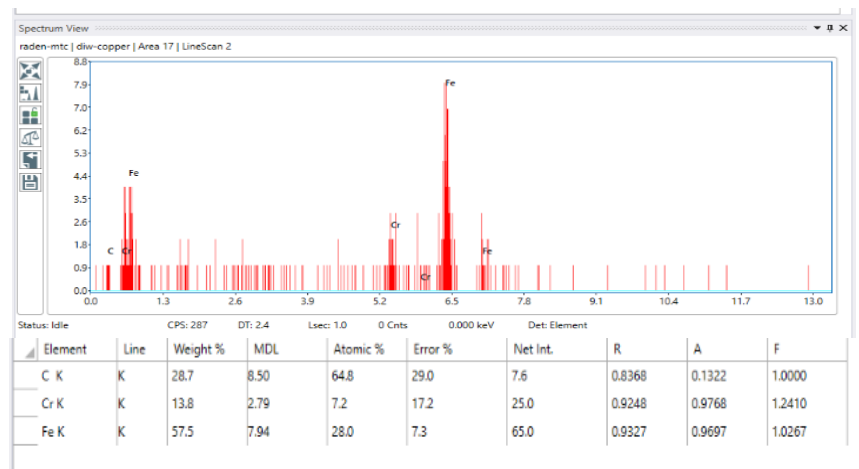 Spectrum View
raden-mtc | diw-copper | Area 17 | LineScan 2
8.8
7.9
7.0
6.2
5.3
4.4
3.5
2.6
1.8
0.9
0.0
Fe
Fe
Cr
C Cr
Fe
Cr
0.0 1.3 2.6 3.9 5.2 6.5 7.8 9.1 10.4 11.7 13.0
Status: Idle CPS: 287 DT: 2.4 Lsec: 1.0 0 Cnts 0.000 keV Det: Element
Element Line Weight % MDL Atomic % Error % Net Int. R A F
C K K 28.7 8.50 64.8 29.0 7.6 0.8368 0.1322 1.0000
Cr K K 13.8 2.79 7.2 17.2 25.0 0.9248 0.9768 1.2410
Fe K K 57.5 7.94 28.0 7.3 65.0 0.9327 0.9697 1.0267